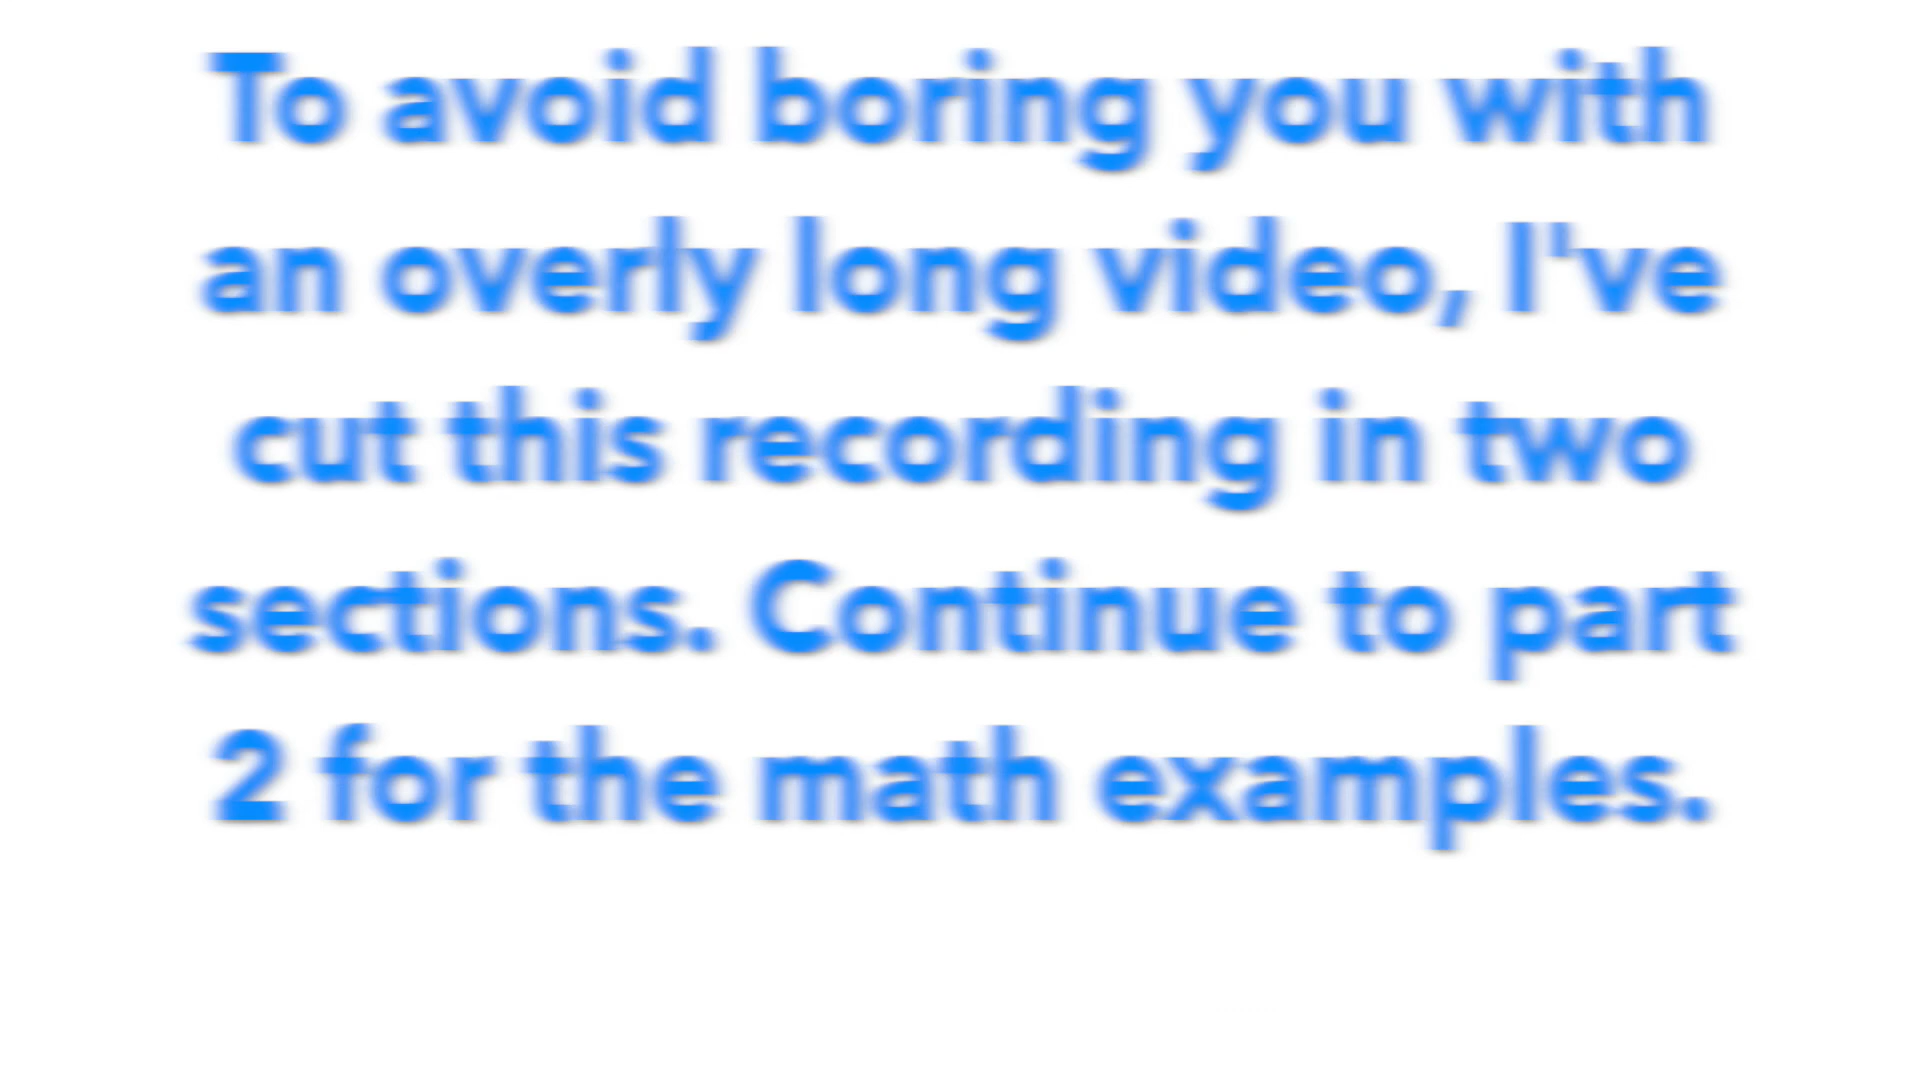 To avoid boring you with
an overly long video, I've
cut this recording in two
sections. Continue to part
2 for the math examples.